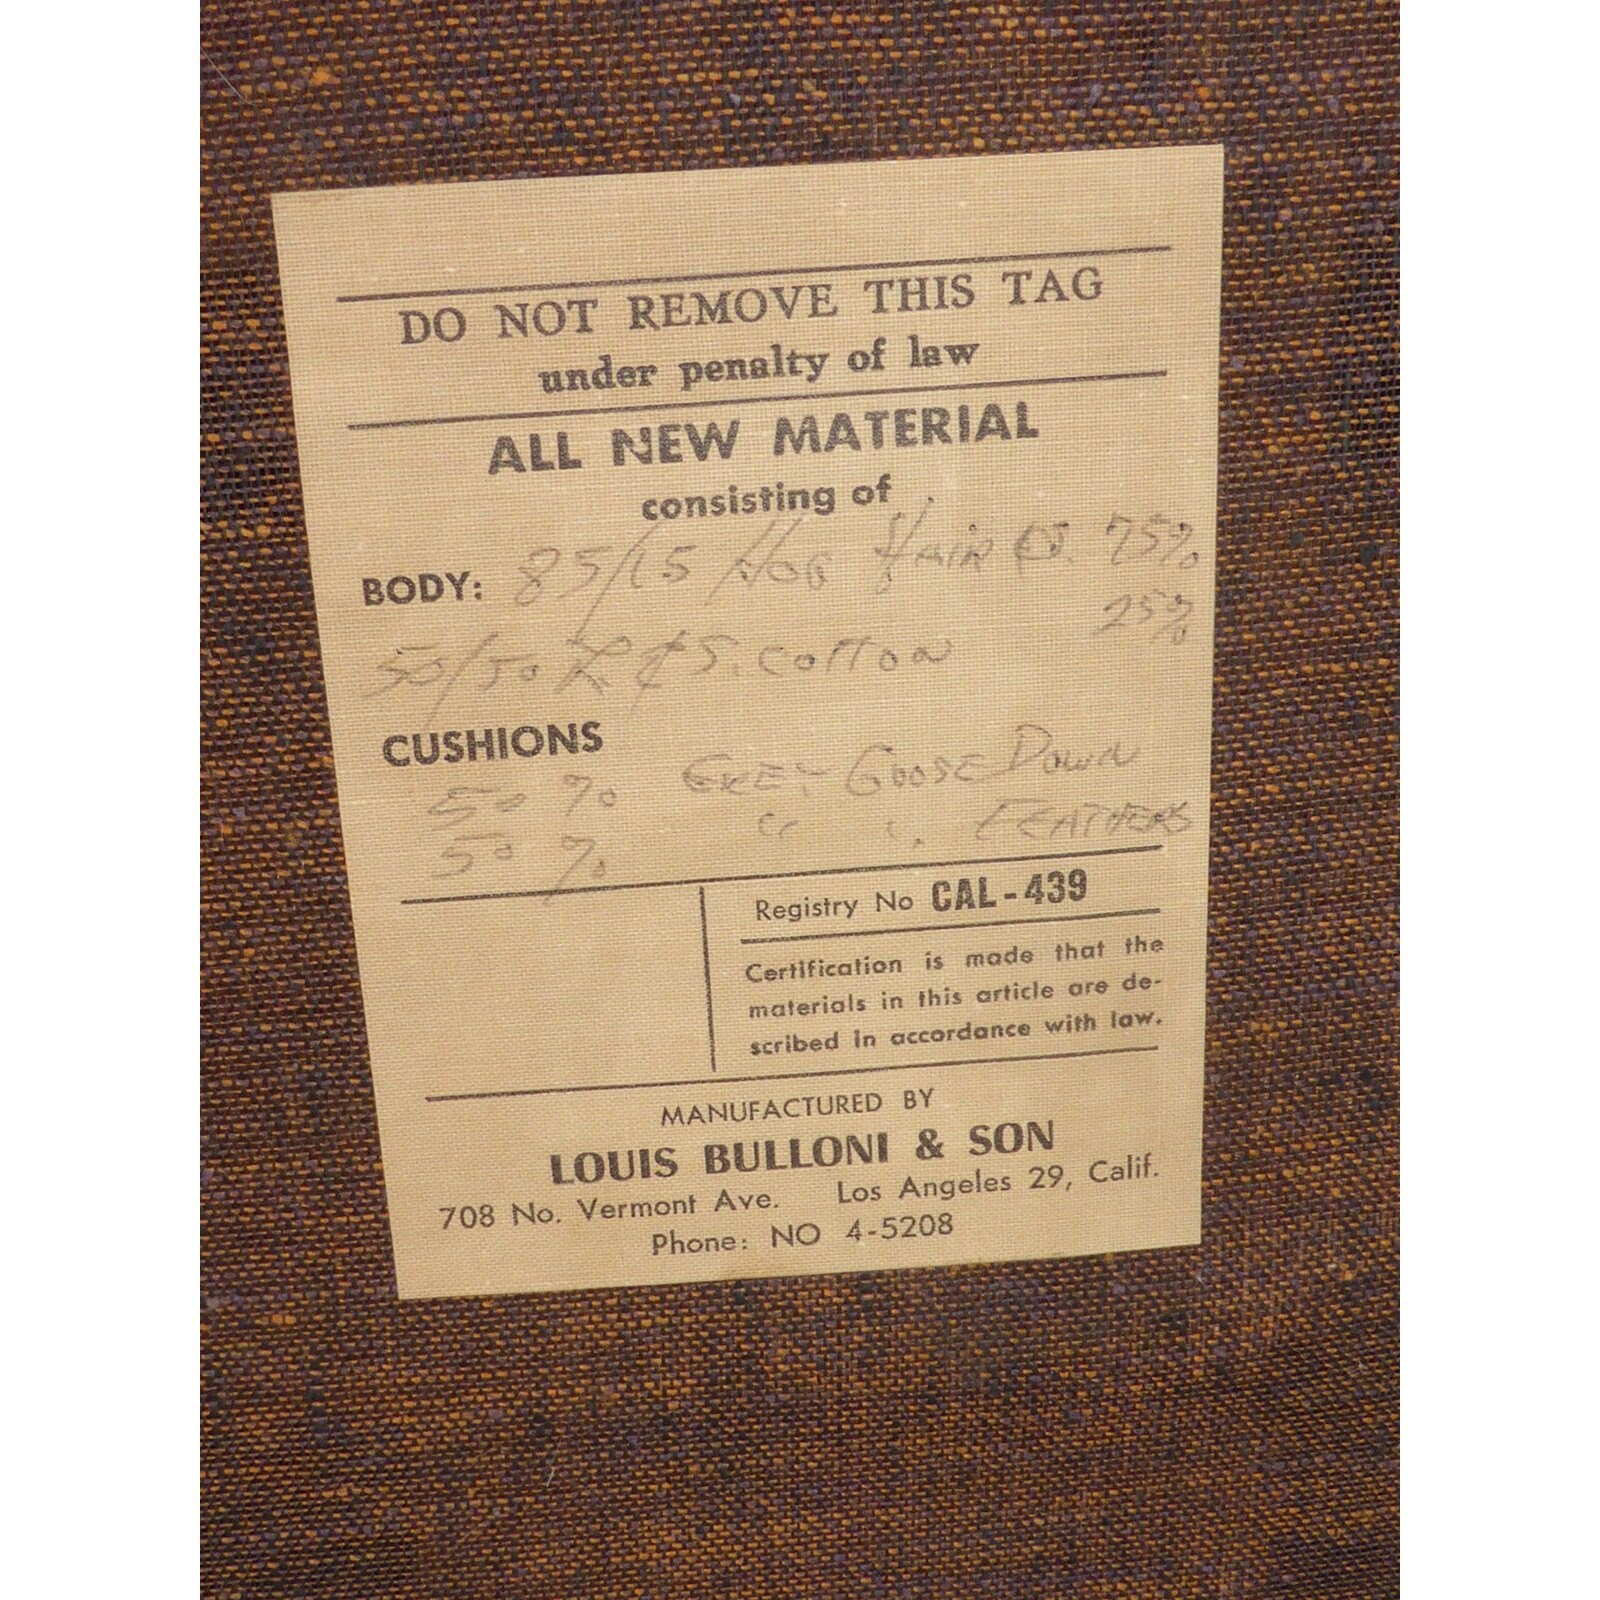 DO NOT REMOVE THIS TAG
under penalty of law
ALL NEW MATERIAL
consisting of
BODY: 85/15 Hog Hair 75%
25%
50/50 S. Cotton
CUSHIONS
50 % Grey Goose Down
50 % " " Feathers
Registry No CAL-439
Certification is made that the
materials in this article are de-
scribed in accordance with law.
MANUFACTURED BY
LOUIS BULLONI & SON
708 No. Vermont Ave. Los Angeles 29, Calif.
Phone: NO 4-5208